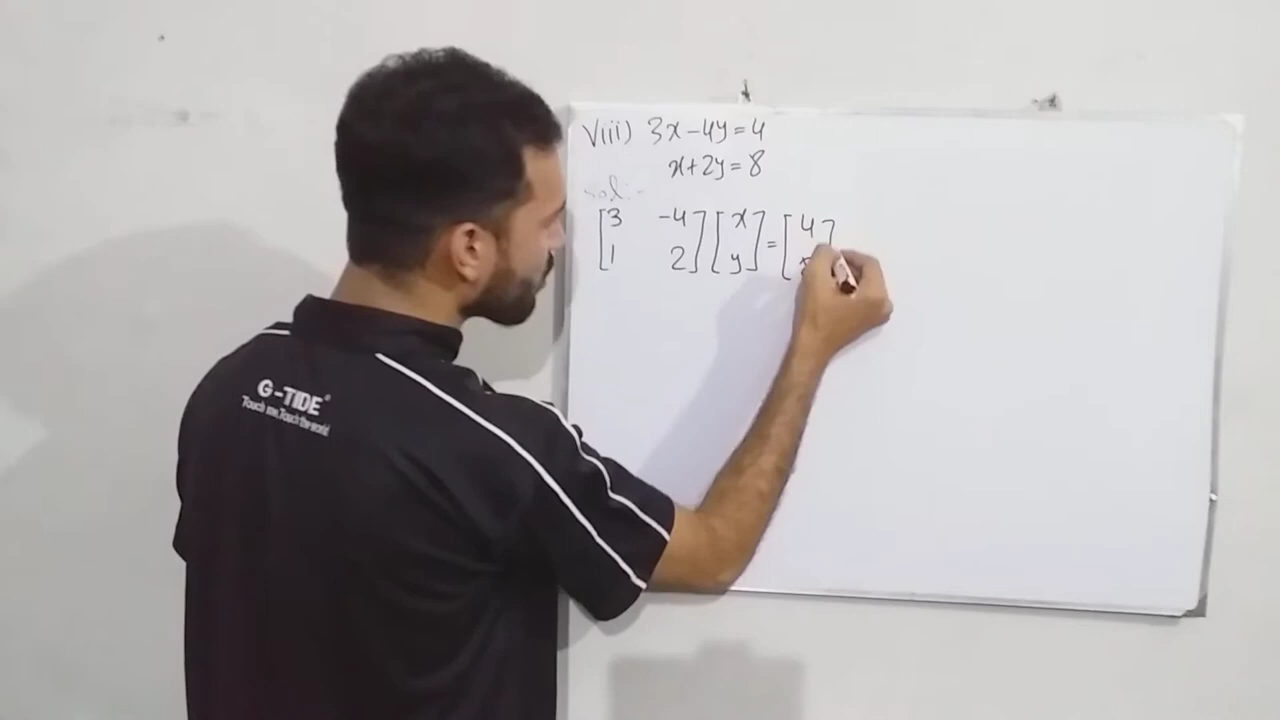 viii) 3x-4y=4
x+2y=8
sol:-
[3 -4] [x] = [4]
[1 2] [y]
G-TIDE®
Touch me, Touch the world